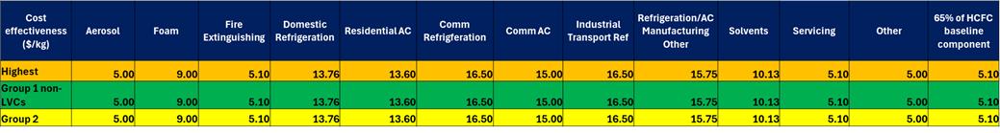 Cost effectiveness ($/kg) Aerosol Foam Fire Extinguishing Domestic Refrigeration Residential AC Comm Refrigferation Comm AC Industrial Transport Ref Refrigeration/AC Manufacturing Other Solvents Servicing Other 65% of HCFC baseline component
Highest 5.00 9.00 5.10 13.76 13.60 16.50 15.00 16.50 15.75 10.13 5.10 5.00 5.10
Group 1 non-LVCs 5.00 9.00 5.10 13.76 13.60 16.50 15.00 16.50 15.75 10.13 5.10 5.00 5.10
Group 2 5.00 9.00 5.10 13.76 13.60 16.50 15.00 16.50 15.75 10.13 5.10 5.00 5.10